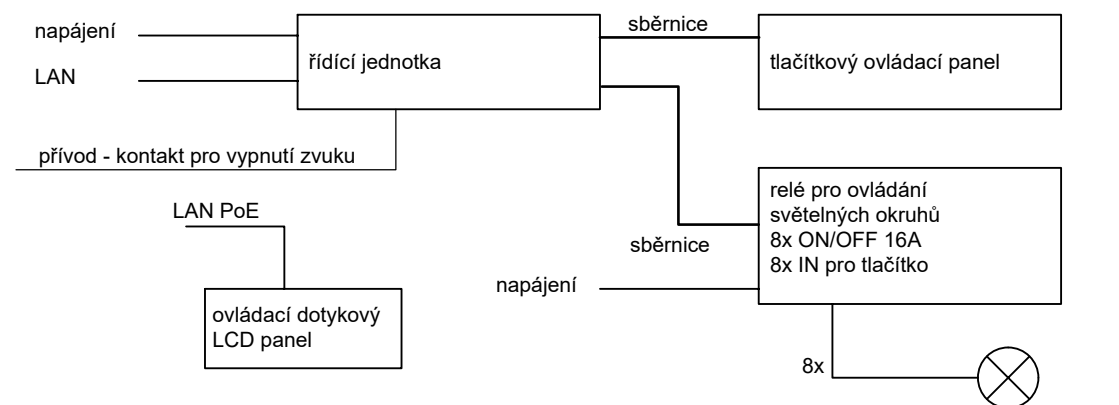 napájení
sběrnice
řídící jednotka
tlačítkový ovládací panel
LAN
přívod - kontakt pro vypnutí zvuku
relé pro ovládání
světelných okruhů
8x ON/OFF 16A
8x IN pro tlačítko
LAN PoE
sběrnice
napájení
ovládací dotykový
LCD panel
8x